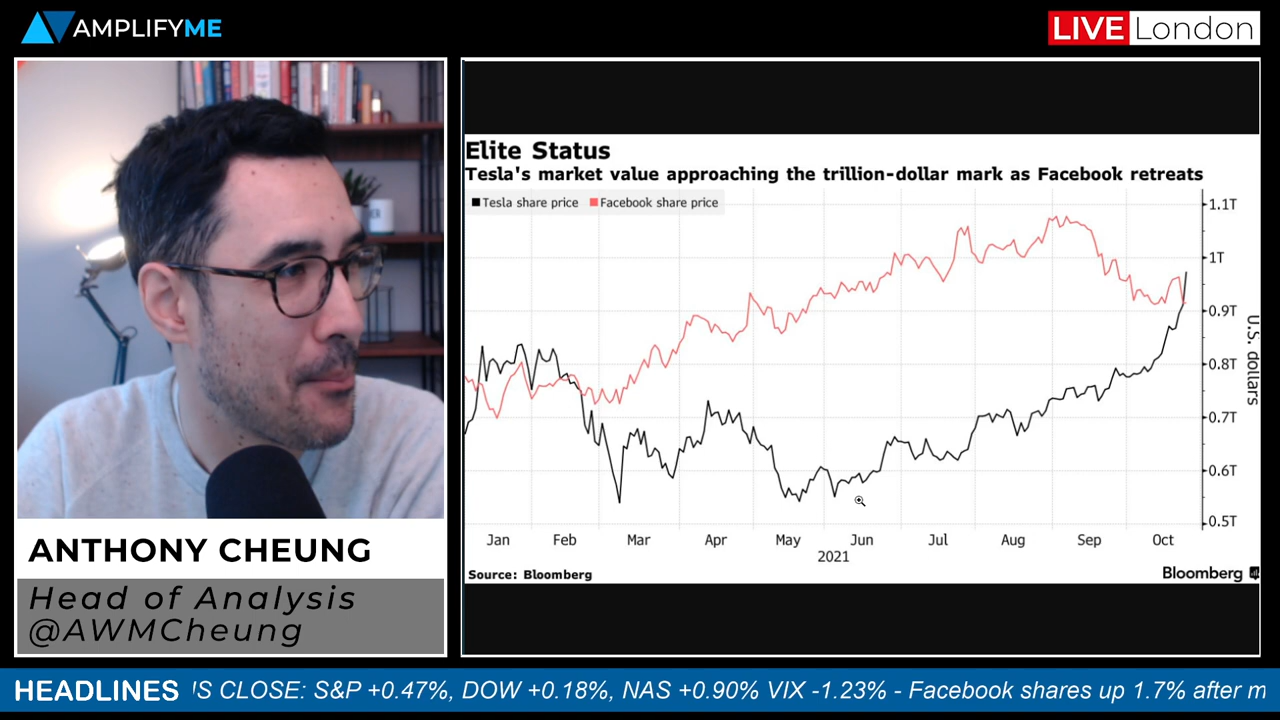 AMPLIFYME
LIVE London
Elite Status
Tesla's market value approaching the trillion-dollar mark as Facebook retreats
Tesla share price Facebook share price
1.1T
1T
0.9T
0.8T
0.7T
0.6T
0.5T
U.S. dollars
Jan Feb Mar Apr May Jun Jul Aug Sep Oct
2021
Source: Bloomberg
Bloomberg
ANTHONY CHEUNG
Head of Analysis
@AWMCheung
HEADLINES IS CLOSE: S&P +0.47%, DOW +0.18%, NAS +0.90% VIX -1.23% - Facebook shares up 1.7% after m